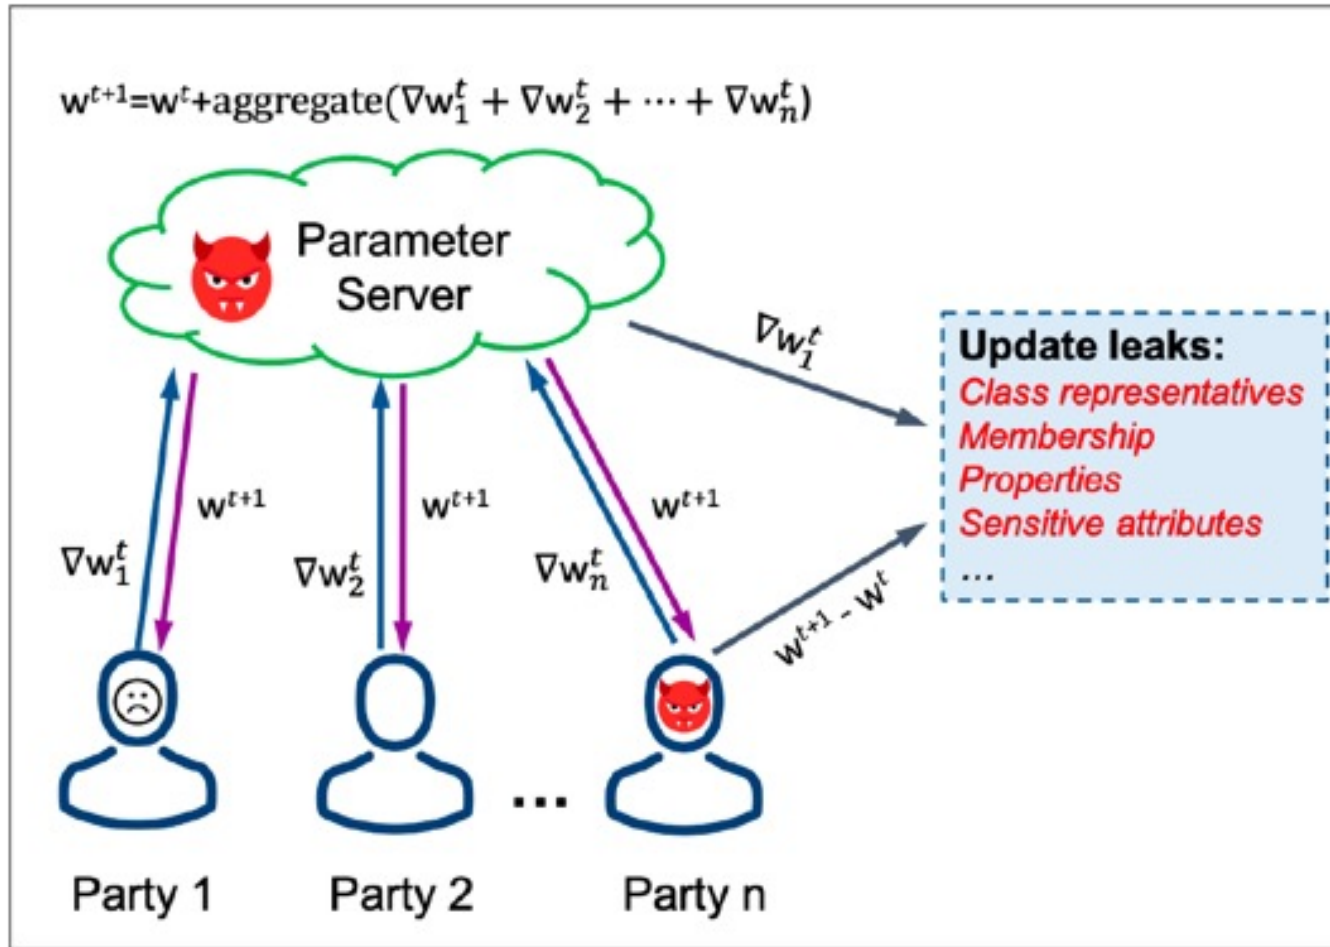 w^{t+1}=w^t+aggregate(∇w_1^t + ∇w_2^t + ⋯ + ∇w_n^t)
Parameter
Server
∇w_1^t
Update leaks:
Class representatives
Membership
Properties
Sensitive attributes
...
∇w_1^t
w^{t+1}
∇w_2^t
w^{t+1}
∇w_n^t
w^{t+1}
w^{t+1} - w^t
...
Party 1
Party 2
Party n